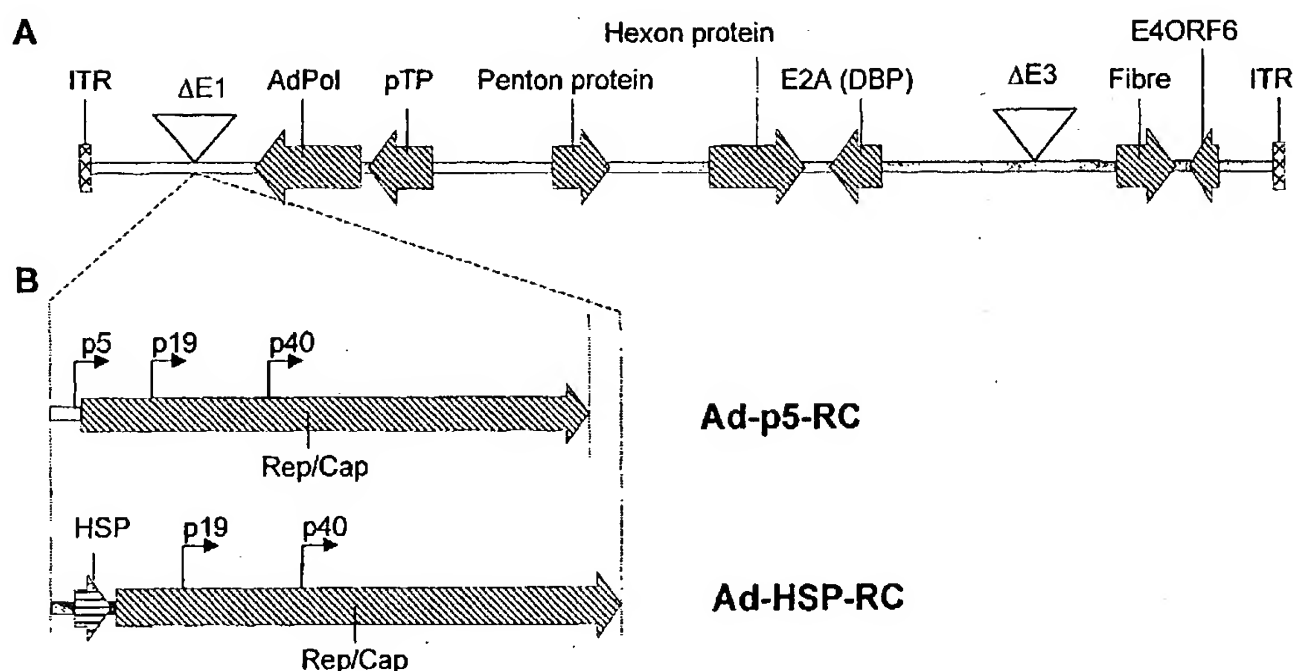 A
ITR
ΔE1
AdPol
pTP
Penton protein
Hexon protein
E2A (DBP)
ΔE3
Fibre
E4ORF6
ITR
B
p5
p19
p40
Rep/Cap
Ad-p5-RC
HSP
p19
p40
Rep/Cap
Ad-HSP-RC